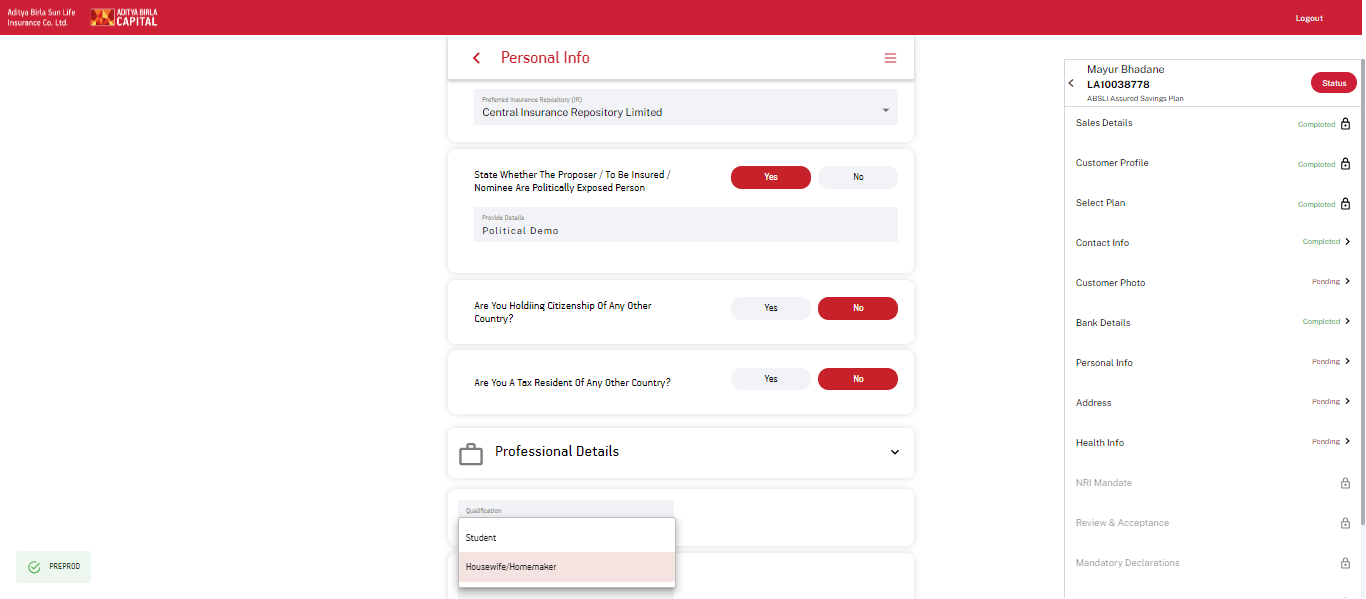 Aditya Birla Sun Life
Insurance Co. Ltd.
ADITYA BIRLA
CAPITAL
Logout
Personal Info
Preferred Insurance Repository (IR)
Central Insurance Repository Limited
State Whether The Proposer / To Be Insured /
Nominee Are Politically Exposed Person
Yes
No
Provide Details
Political Demo
Are You Holdiing Citizenship Of Any Other
Country?
Yes
No
Are You A Tax Resident Of Any Other Country?
Yes
No
Professional Details
Qualification
Student
Housewife/Homemaker
PREPROD
Mayur Bhadane
LA10038778
ABSLI Assured Savings Plan
Status
Sales Details
Completed
Customer Profile
Completed
Select Plan
Completed
Contact Info
Completed
Customer Photo
Pending
Bank Details
Completed
Personal Info
Pending
Address
Pending
Health Info
Pending
NRI Mandate
Review & Acceptance
Mandatory Declarations